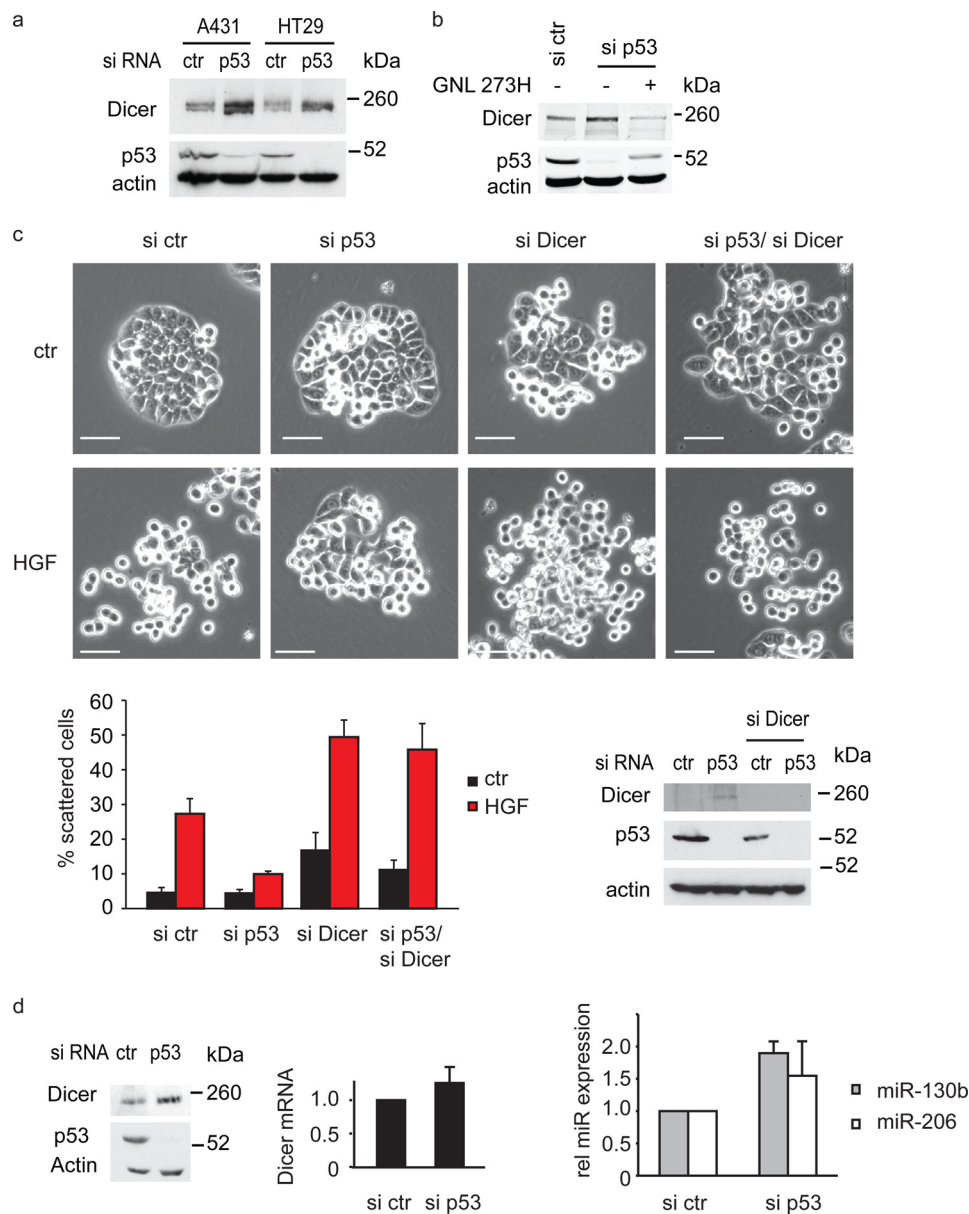 a
A431 HT29
si RNA ctr p53 ctr p53 kDa
Dicer 260
p53 52
actin
b
si ctr si p53
GNL 273H - - + kDa
Dicer 260
p53 52
actin
c
si ctr si p53 si Dicer si p53/ si Dicer
ctr
HGF
% scattered cells
60
50
40
30
20
10
0
si ctr si p53 si Dicer si p53/
si Dicer
ctr
HGF
si Dicer
si RNA ctr p53 ctr p53 kDa
Dicer 260
p53 52
52
actin
d
si RNA ctr p53 kDa
Dicer 260
p53 52
Actin
Dicer mRNA
1.0
0.5
0
si ctr si p53
rel miR expression
2.0
1.5
1.0
0.5
0
si ctr si p53
miR-130b
miR-206